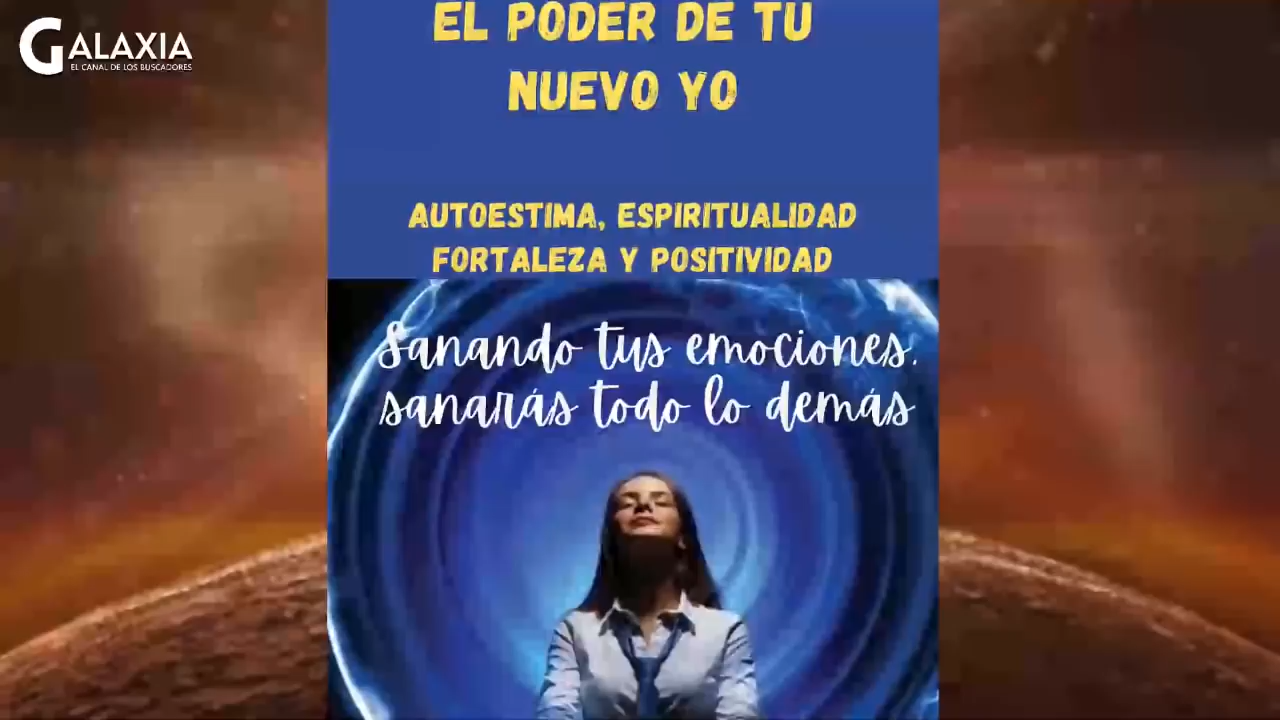 GALAXIA
EL CANAL DE LOS BUSCADORES
EL PODER DE TU
NUEVO YO
AUTOESTIMA, ESPIRITUALIDAD
FORTALEZA Y POSITIVIDAD
Sanando tus emociones.
sanarás todo lo demás